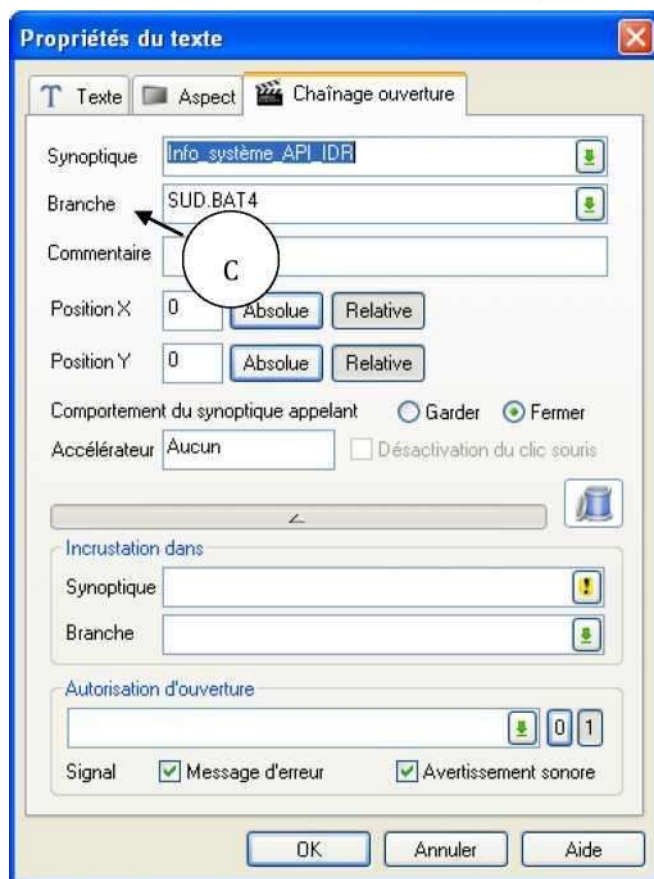 Propriétés du texte
Texte Aspect Chaînage ouverture
Synoptique Info_système_API_IDR
Branche SUD.BAT4
Commentaire
C
Position X 0 Absolue Relative
Position Y 0 Absolue Relative
Comportement du synoptique appelant Garder Fermer
Accélérateur Aucun Désactivation du clic souris
Incrustation dans
Synoptique
Branche
Autorisation d'ouverture
0 1
Signal Message d'erreur Avertissement sonore
OK Annuler Aide